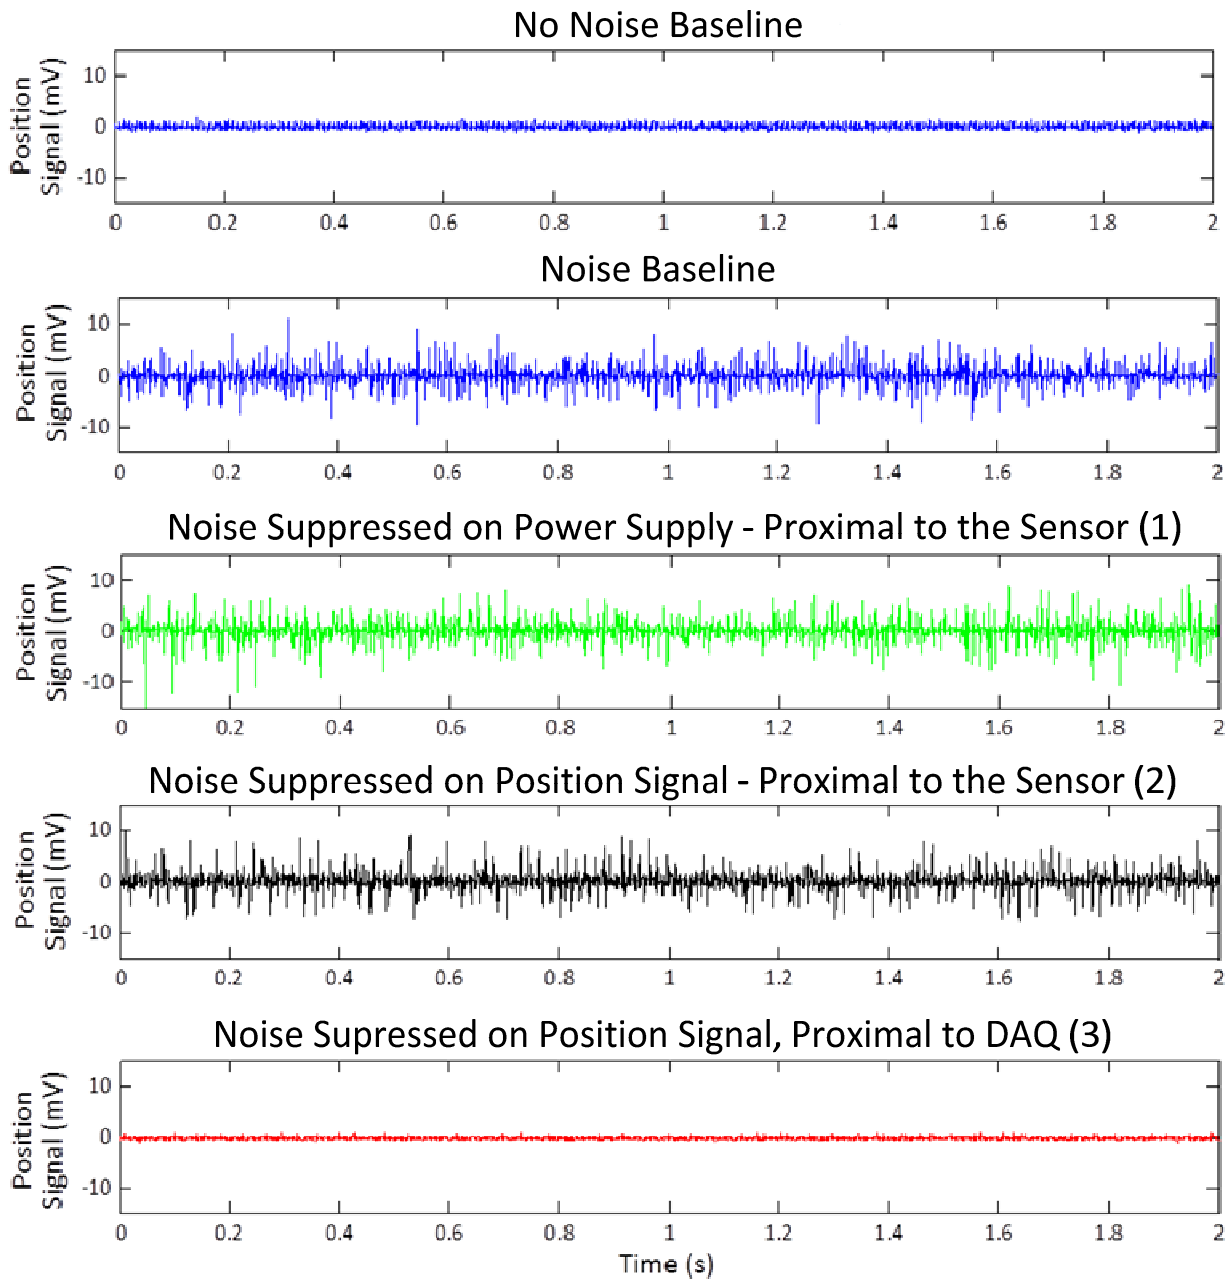 No Noise Baseline
Position
Signal (mV)
10
0
-10
0 0.2 0.4 0.6 0.8 1 1.2 1.4 1.6 1.8 2
Noise Baseline
Position
Signal (mV)
10
0
-10
0 0.2 0.4 0.6 0.8 1 1.2 1.4 1.6 1.8 2
Noise Suppressed on Power Supply - Proximal to the Sensor (1)
Position
Signal (mV)
10
0
-10
0 0.2 0.4 0.6 0.8 1 1.2 1.4 1.6 1.8 2
Noise Suppressed on Position Signal - Proximal to the Sensor (2)
Position
Signal (mV)
10
0
-10
0 0.2 0.4 0.6 0.8 1 1.2 1.4 1.6 1.8 2
Noise Supressed on Position Signal, Proximal to DAQ (3)
Position
Signal (mV)
10
0
-10
0 0.2 0.4 0.6 0.8 1 1.2 1.4 1.6 1.8 2
Time (s)